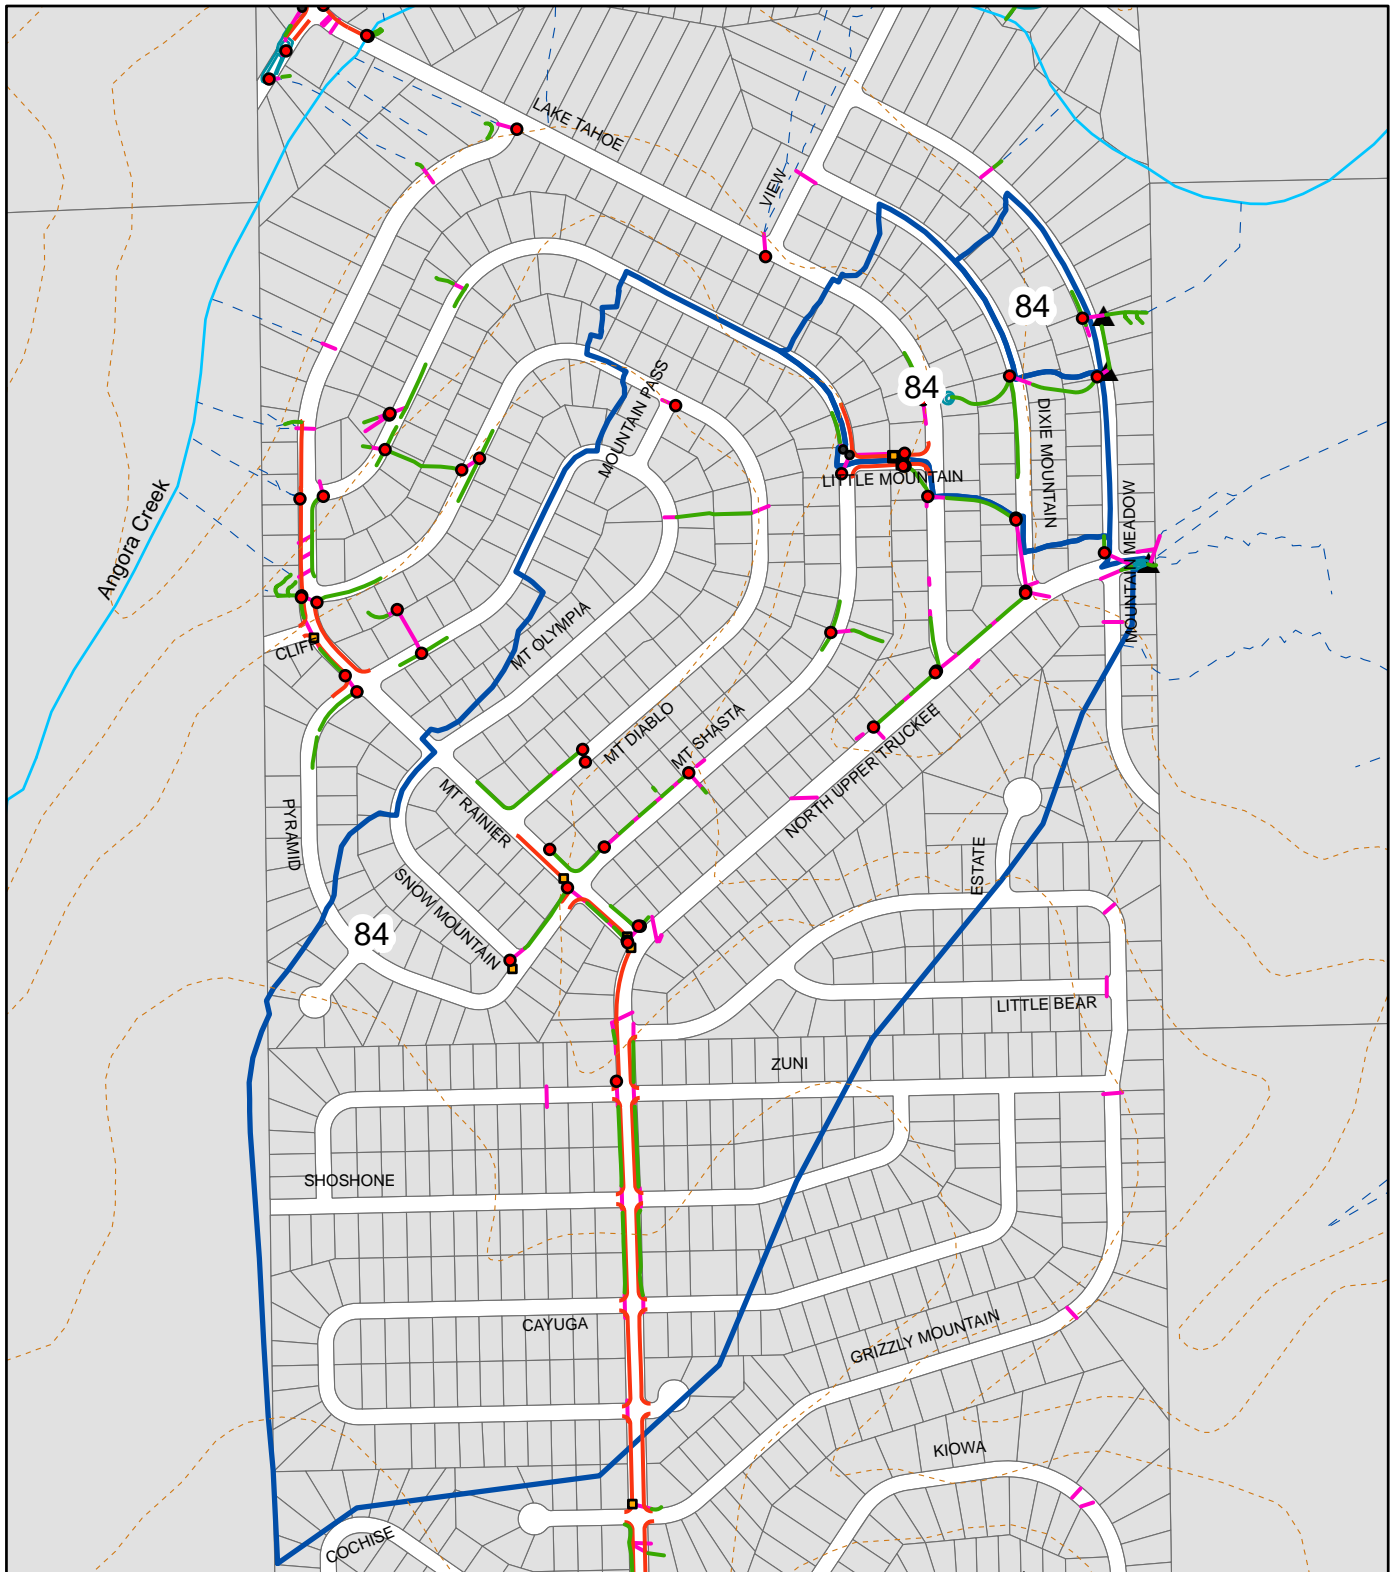 LAKE TAHOE
VIEW
84
84
MOUNTAIN PASS
DIXIE MOUNTAIN
LITTLE MOUNTAIN
MOUNTAIN MEADOW
Angora Creek
CLIFF
MT OLYMPIA
MT DIABLO
MT SHASTA
NORTH UPPER TRUCKEE
MT RAINIER
PYRAMID
ESTATE
SNOW MOUNTAIN
84
LITTLE BEAR
ZUNI
SHOSHONE
CAYUGA
GRIZZLY MOUNTAIN
KIOWA
COCHISE